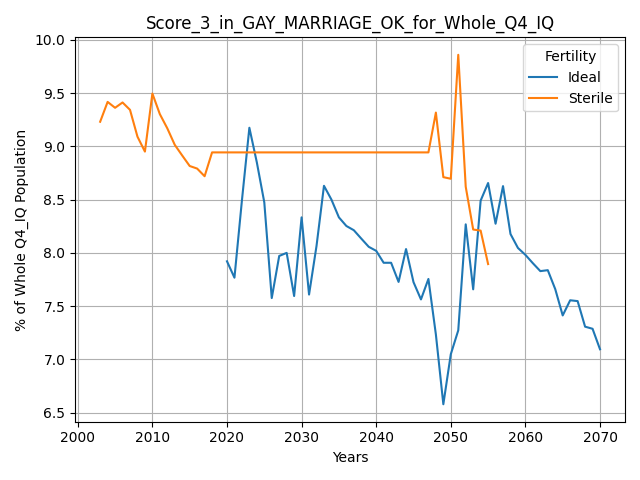 Score_3_in_GAY_MARRIAGE_OK_for_Whole_Q4_IQ
% of Whole Q4_IQ Population
10.0
9.5
9.0
8.5
8.0
7.5
7.0
6.5
Fertility
Ideal
Sterile
2000 2010 2020 2030 2040 2050 2060 2070
Years